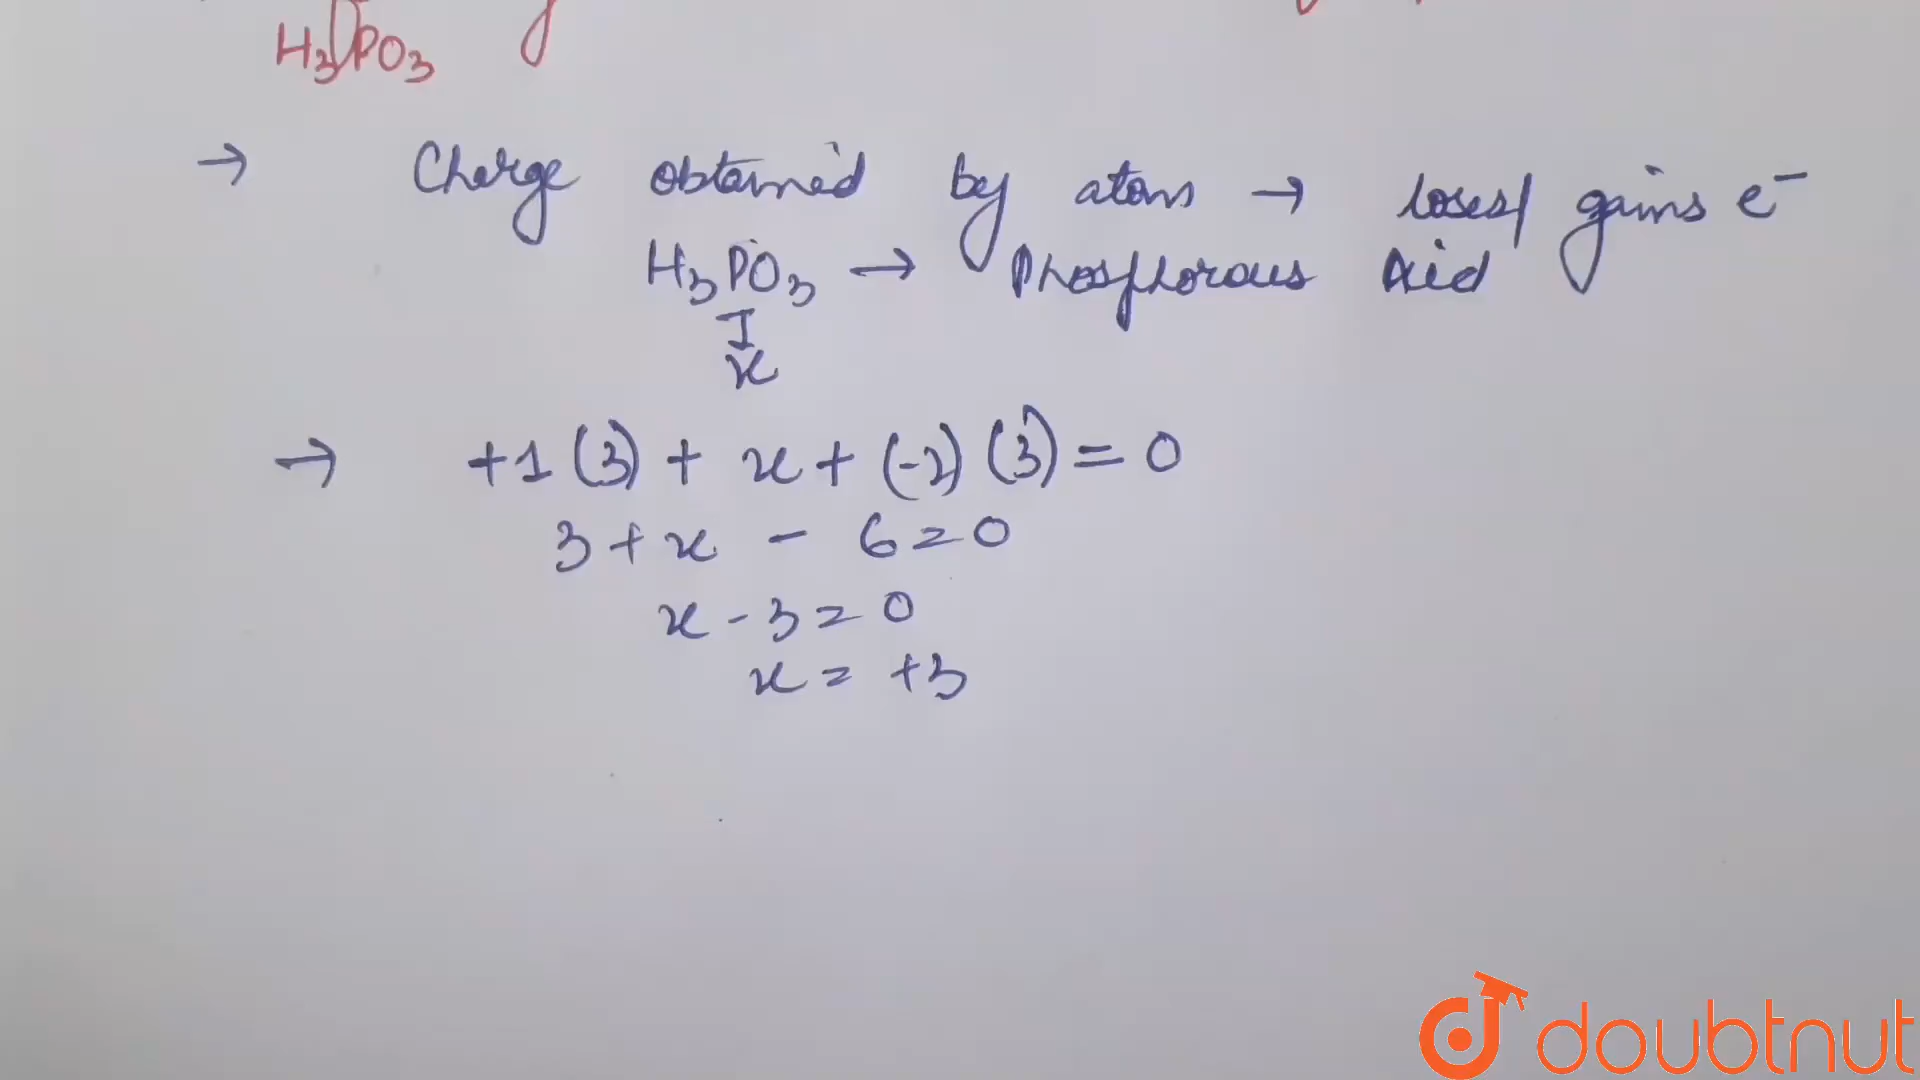 H3PO3
→ Charge obtained by atom → loses/ gains e⁻
H3PO3 → Phosphorous Acid
x
→ +1(3) + x + (-2)(3) = 0
3 + x - 6 = 0
x - 3 = 0
x = +3
doubtnut